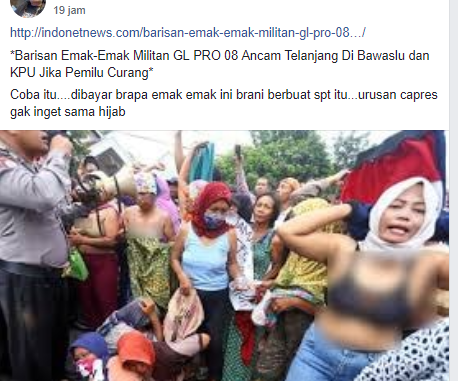 19 jam
http://indonetnews.com/barisan-emak-emak-militan-gl-pro-08…/
*Barisan Emak-Emak Militan GL PRO 08 Ancam Telanjang Di Bawaslu dan
KPU Jika Pemilu Curang*
Coba itu....dibayar brapa emak emak ini brani berbuat spt itu...urusan capres
gak inget sama hijab